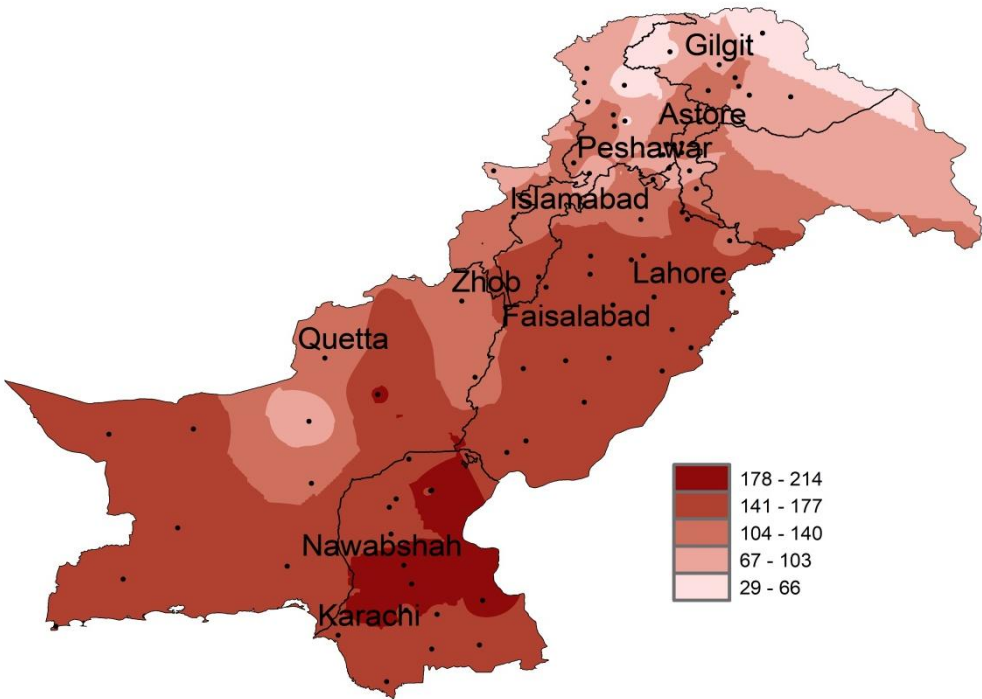 Gilgit
Astore
Peshawar
Islamabad
Zhob
Lahore
Faisalabad
Quetta
178 - 214
141 - 177
104 - 140
67 - 103
29 - 66
Nawabshah
Karachi